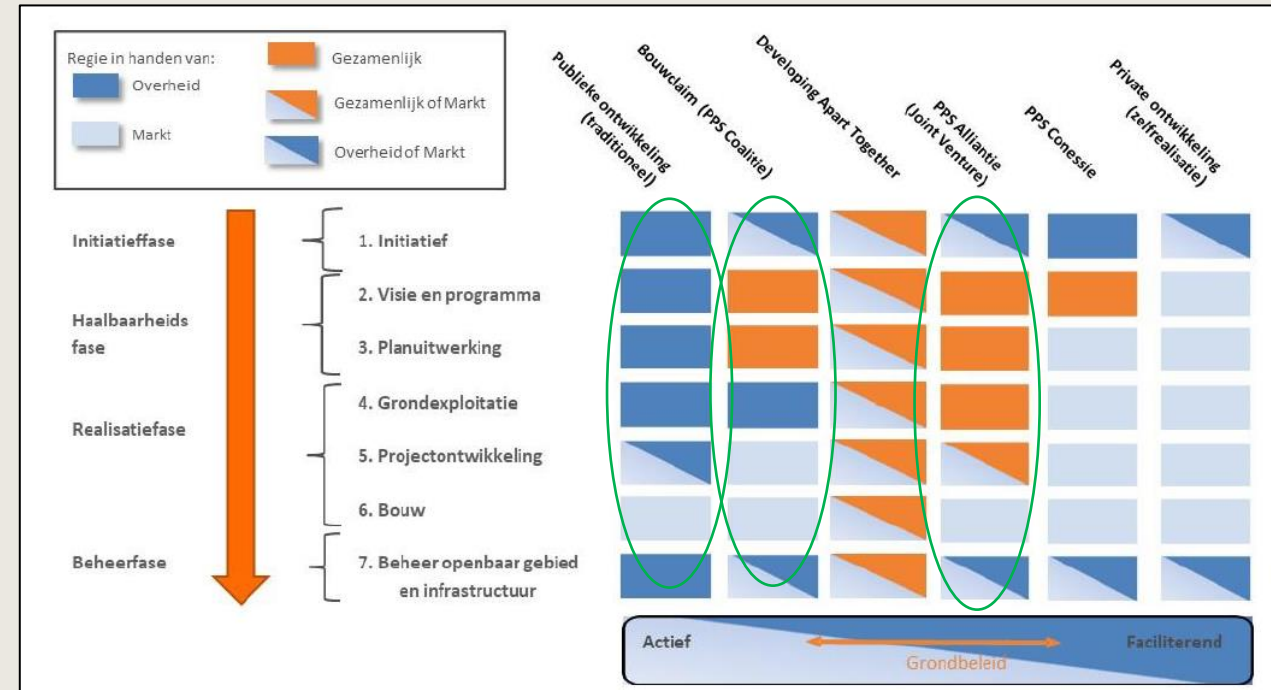 Regie in handen van:
Overheid
Markt
Gezamenlijk
Gezamenlijk of Markt
Overheid of Markt
Publieke ontwikkeling
(traditioneel)
Bouwclaim (PPS Coalitie)
Developing Apart Together
PPS Alliantie
(Joint Venture)
PPS Conessie
Private ontwikkeling
(zelfrealisatie)
Initiatieffase
1. Initiatief
Haalbaarheids
fase
2. Visie en programma
3. Planuitwerking
Realisatiefase
4. Grondexploitatie
5. Projectontwikkeling
6. Bouw
Beheerfase
7. Beheer openbaar gebied
en infrastructuur
Actief
Faciliterend
Grondbeleid